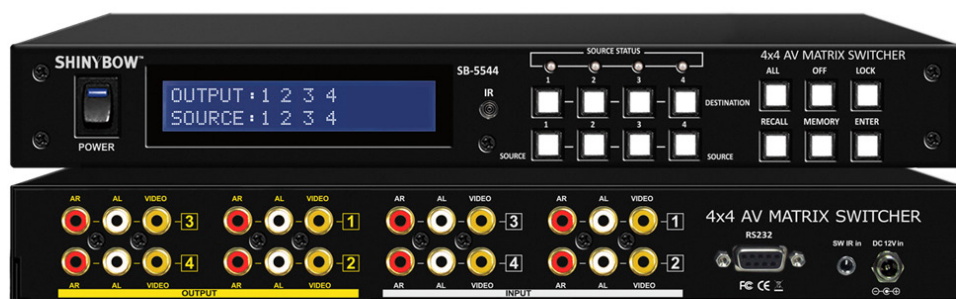 SHINYBOW™
POWER
OUTPUT:1 2 3 4
SOURCE:1 2 3 4
SB-5544
IR
SOURCE STATUS
1 2 3 4
DESTINATION
1 2 3 4
SOURCE SOURCE
4x4 AV MATRIX SWITCHER
ALL OFF LOCK
RECALL MEMORY ENTER
AR AL VIDEO AR AL VIDEO AR AL VIDEO AR AL VIDEO
3 1 3 1
4 2 4 2
AR AL VIDEO AR AL VIDEO AR AL VIDEO AR AL VIDEO
OUTPUT INPUT
4x4 AV MATRIX SWITCHER
RS232
SW IR in
DC 12V in
FC CE